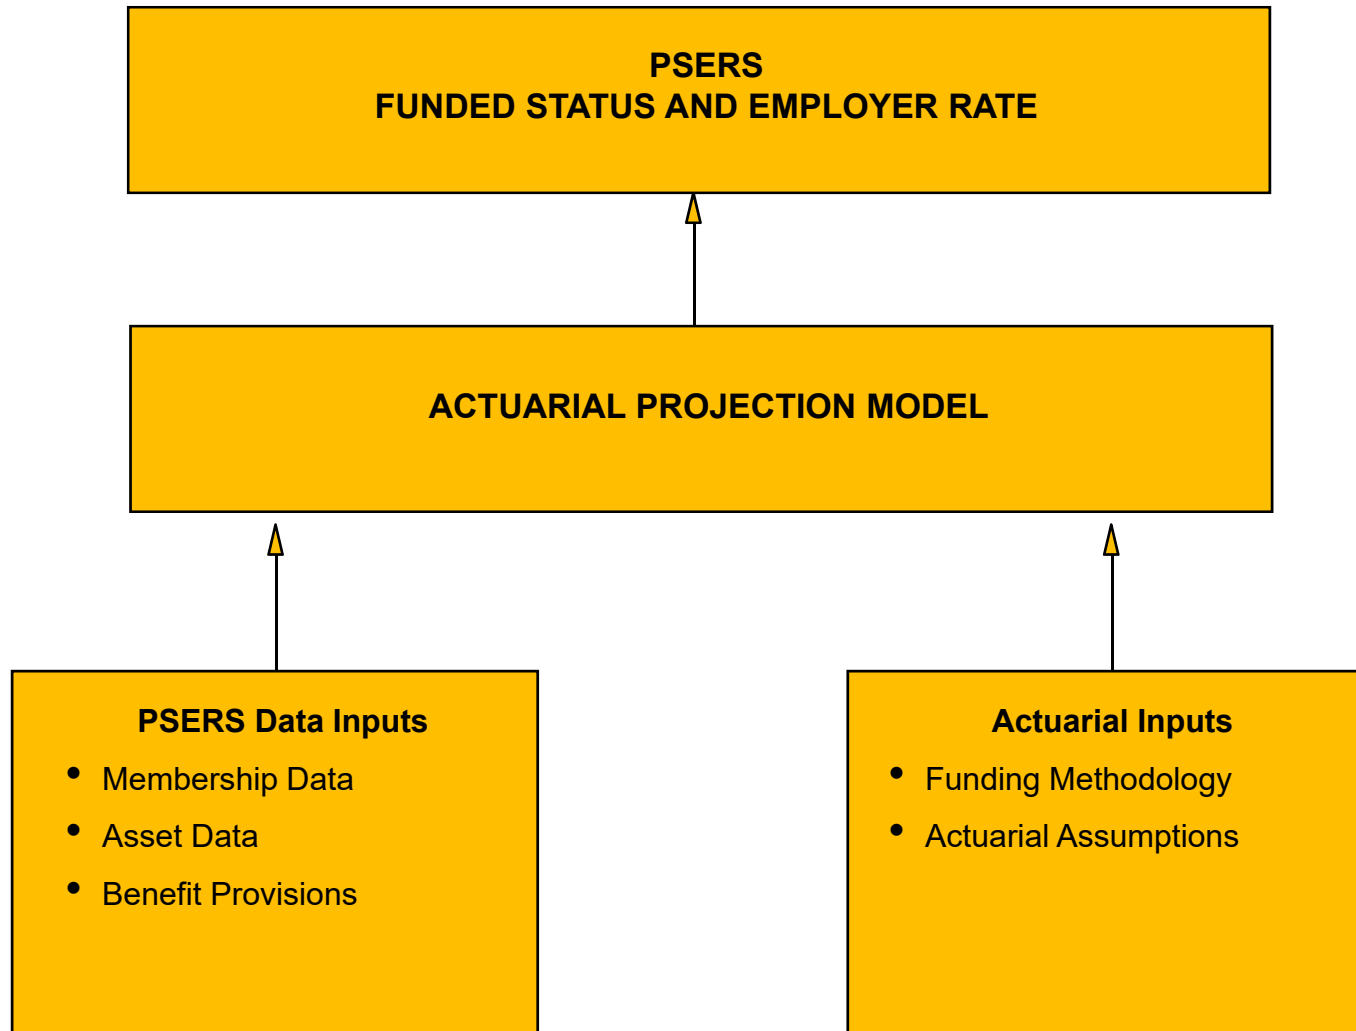 PSERS
FUNDED STATUS AND EMPLOYER RATE
ACTUARIAL PROJECTION MODEL
PSERS Data Inputs
• Membership Data
• Asset Data
• Benefit Provisions
Actuarial Inputs
• Funding Methodology
• Actuarial Assumptions